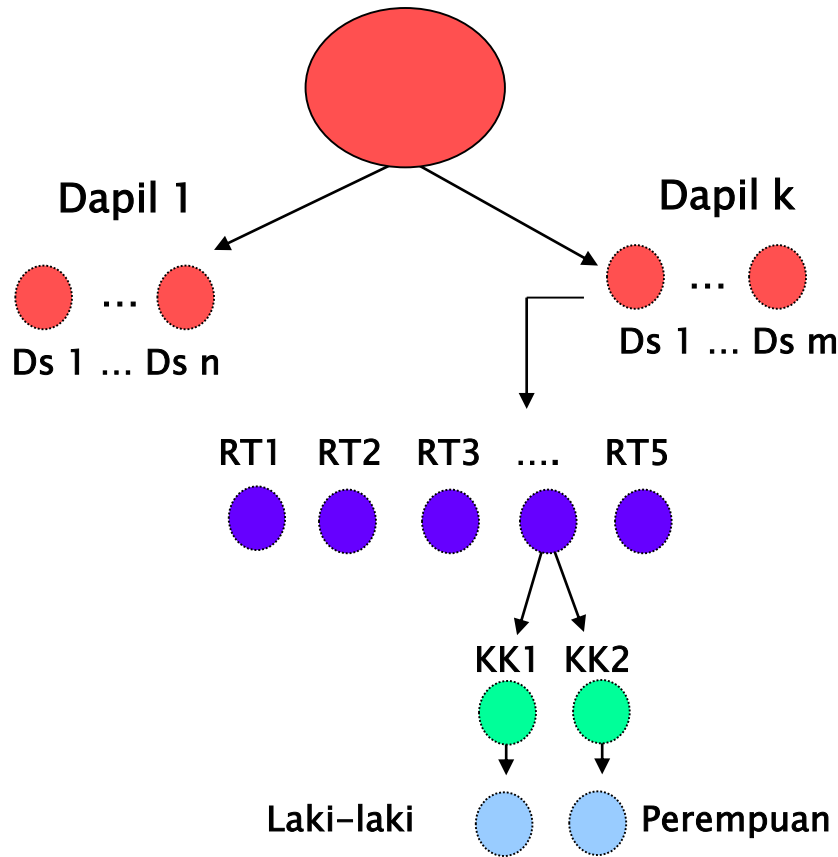 Dapil 1
Dapil k
...
...
Ds 1 ... Ds n
Ds 1 ... Ds m
RT1 RT2 RT3 .... RT5
KK1 KK2
Laki-laki
Perempuan